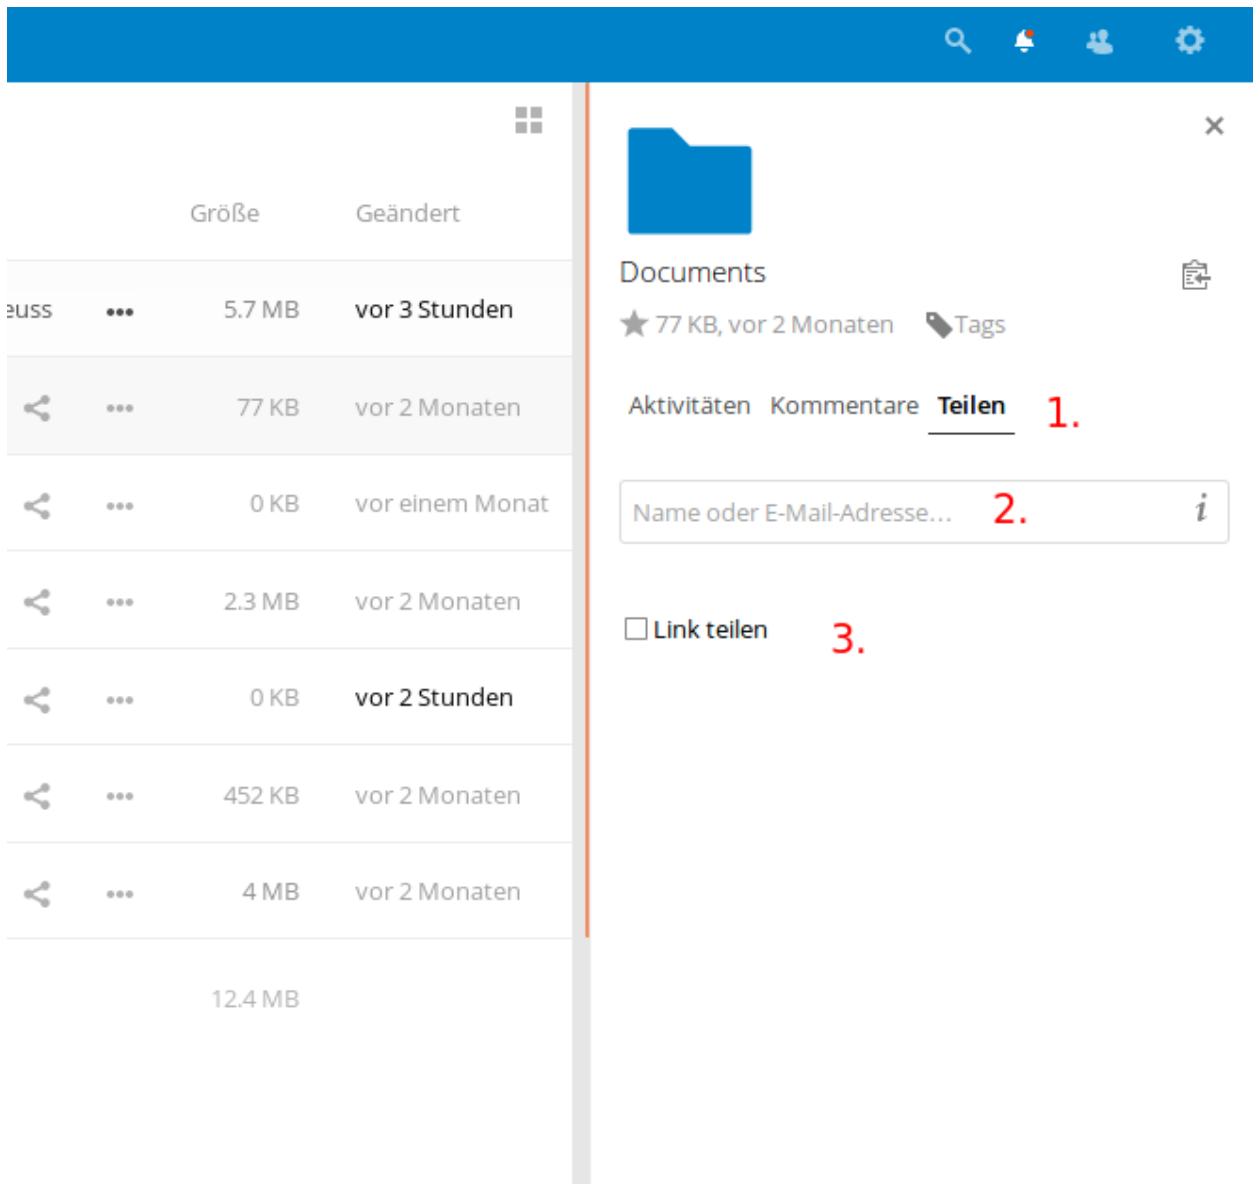 Größe Geändert
euss ••• 5.7 MB vor 3 Stunden
••• 77 KB vor 2 Monaten
••• 0 KB vor einem Monat
••• 2.3 MB vor 2 Monaten
••• 0 KB vor 2 Stunden
••• 452 KB vor 2 Monaten
••• 4 MB vor 2 Monaten
12.4 MB
Documents
77 KB, vor 2 Monaten Tags
Aktivitäten Kommentare Teilen 1.
Name oder E-Mail-Adresse... 2. i
Link teilen 3.